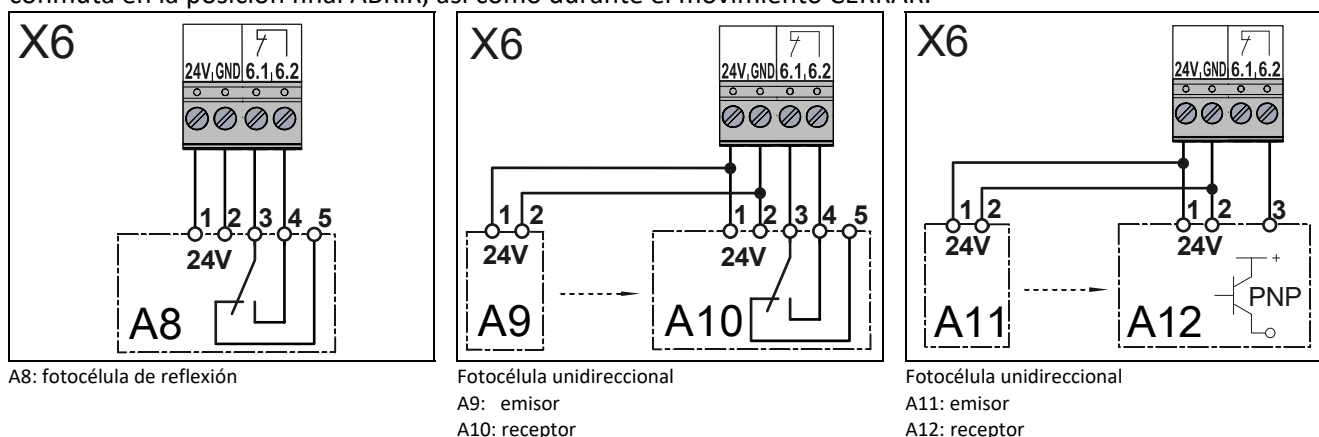 conmuta en la posición final ABRIR, así como durante el movimiento CERRAR.
X6
24V GND 6.1 6.2
1 2 3 4 5
24V
A8
A8: fotocélula de reflexión
X6
24V GND 6.1 6.2
1 2
24V
A9
1 2 3 4 5
24V
A10
Fotocélula unidireccional
A9: emisor
A10: receptor
X6
24V GND 6.1 6.2
1 2
24V
A11
1 2 3
24V
+
PNP
A12
Fotocélula unidireccional
A11: emisor
A12: receptor